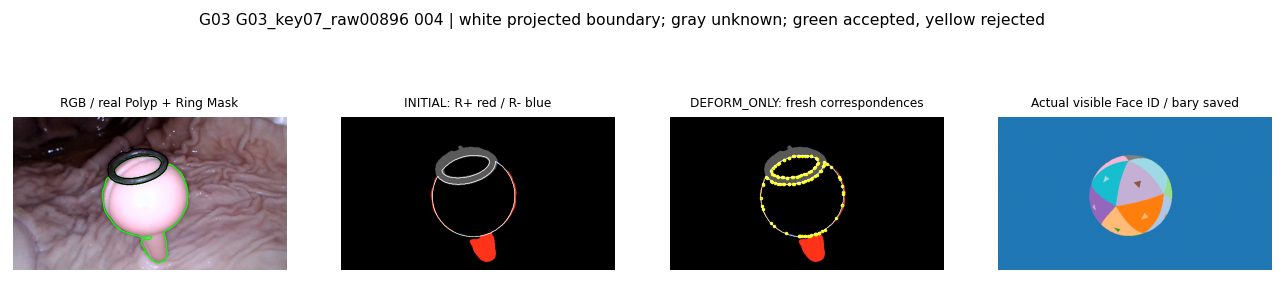 G03 G03_key07_raw00896 004 | white projected boundary; gray unknown; green accepted, yellow rejected
RGB / real Polyp + Ring Mask
INITIAL: R+ red / R- blue
DEFORM_ONLY: fresh correspondences
Actual visible Face ID / bary saved